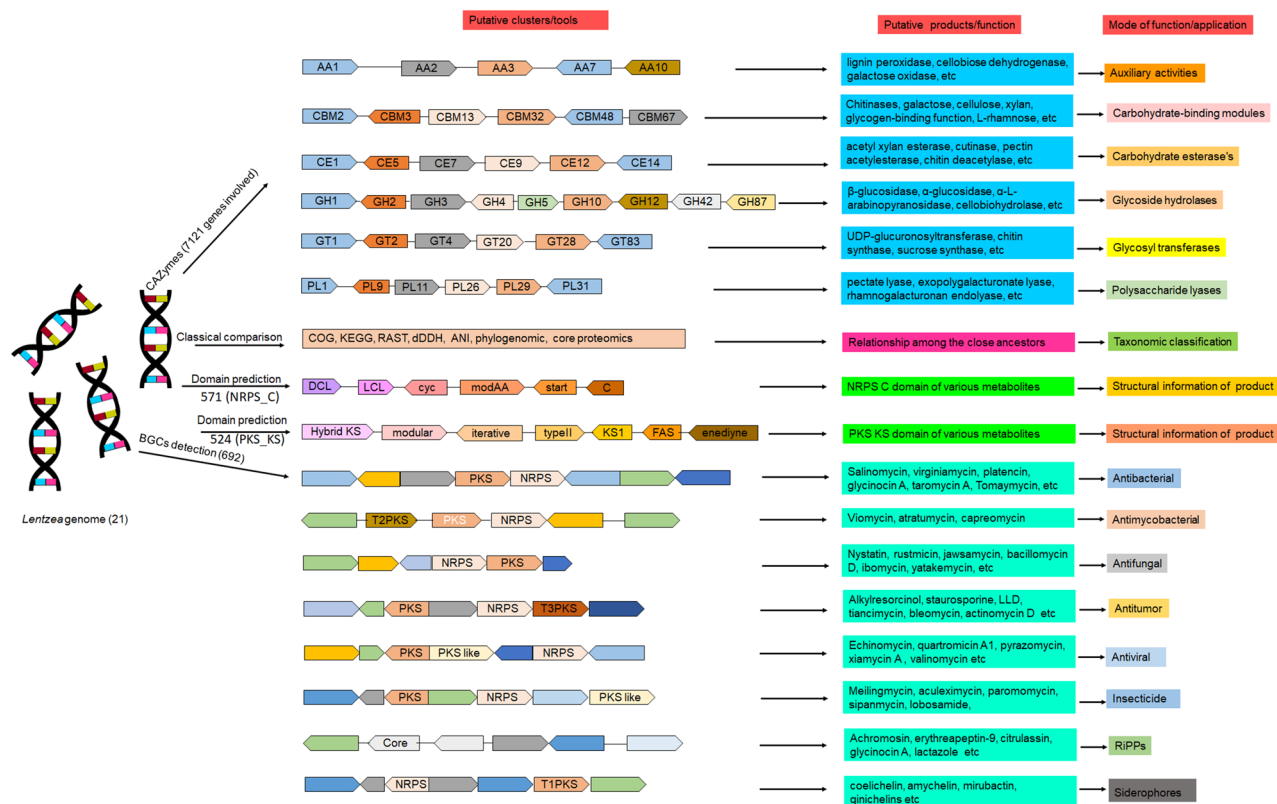 Putative clusters/tools
Putative products/function
Mode of function/application
AA1
AA2
AA3
AA7
AA10
lignin peroxidase, cellobiose dehydrogenase,
galactose oxidase, etc
Auxiliary activities
CBM2
CBM3
CBM13
CBM32
CBM48
CBM67
Chitinases, galactose, cellulose, xylan,
glycogen-binding function, L-rhamnose, etc
Carbohydrate-binding modules
CE1
CE5
CE7
CE9
CE12
CE14
acetyl xylan esterase, cutinase, pectin
acetylesterase, chitin deacetylase, etc
Carbohydrate esterase's
GH1
GH2
GH3
GH4
GH5
GH10
GH12
GH42
GH87
β-glucosidase, α-glucosidase, α-L-
arabinopyranosidase, cellobiohydrolase, etc
Glycoside hydrolases
GT1
GT2
GT4
GT20
GT28
GT83
UDP-glucuronosyltransferase, chitin
synthase, sucrose synthase, etc
Glycosyl transferases
PL1
PL9
PL11
PL26
PL29
PL31
pectate lyase, exopolygalacturonate lyase,
rhamnogalacturonan endolyase, etc
Polysaccharide lyases
CAZymes (7121 genes involved)
Classical comparison
COG, KEGG, RAST, dDDH, ANI, phylogenomic, core proteomics
Relationship among the close ancestors
Taxonomic classification
Domain prediction
571 (NRPS_C)
DCL
LCL
cyc
modAA
start
C
NRPS C domain of various metabolites
Structural information of product
Domain prediction
524 (PKS_KS)
Hybrid KS
modular
iterative
typeII
KS1
FAS
enediyne
PKS KS domain of various metabolites
Structural information of product
BGCs detection (692)
PKS
NRPS
Salinomycin, virginiamycin, platencin,
glycinocin A, taromycin A, Tomaymycin, etc
Antibacterial
Lentzea genome (21)
T2PKS
PKS
NRPS
Viomycin, atratumycin, capreomycin
Antimycobacterial
NRPS
PKS
Nystatin, rustmicin, jawsamycin, bacillomycin
D, ibomycin, yatakemycin, etc
Antifungal
PKS
NRPS
T3PKS
Alkylresorcinol, staurosporine, LLD,
tiancimycin, bleomycin, actinomycin D etc
Antitumor
PKS
PKS like
NRPS
Echinomycin, quartromicin A1, pyrazomycin,
xiamycin A , valinomycin etc
Antiviral
PKS
NRPS
PKS like
Meilingmycin, aculeximycin, paromomycin,
sipanmycin, lobosamide,
Insecticide
Core
Achromosin, erythreapeptin-9, citrulassin,
glycinocin A, lactazole etc
RiPPs
NRPS
T1PKS
coelichelin, amychelin, mirubactin,
qinichelins etc
Siderophores